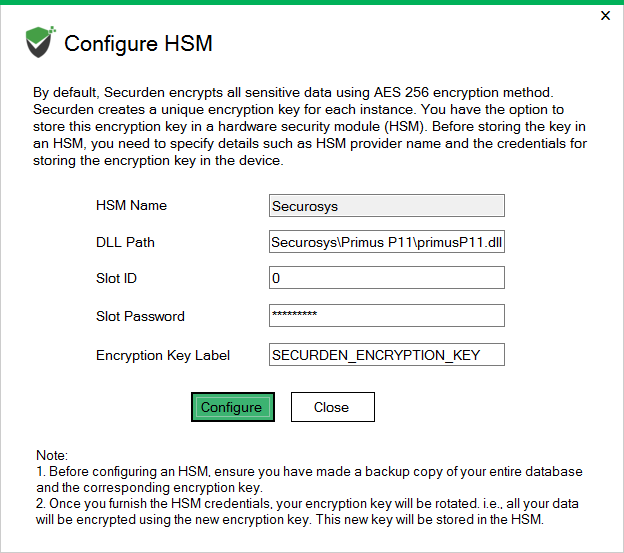 Configure HSM
By default, Securden encrypts all sensitive data using AES 256 encryption method.
Securden creates a unique encryption key for each instance. You have the option to
store this encryption key in a hardware security module (HSM). Before storing the key in
an HSM, you need to specify details such as HSM provider name and the credentials for
storing the encryption key in the device.
HSM Name Securosys
DLL Path Securosys\Primus P11\primusP11.dll
Slot ID 0
Slot Password *********
Encryption Key Label SECURDEN_ENCRYPTION_KEY
Configure Close
Note:
1. Before configuring an HSM, ensure you have made a backup copy of your entire database
and the corresponding encryption key.
2. Once you furnish the HSM credentials, your encryption key will be rotated. i.e., all your data
will be encrypted using the new encryption key. This new key will be stored in the HSM.